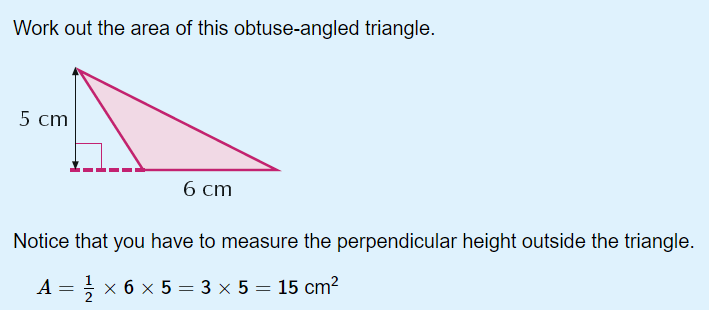 Work out the area of this obtuse-angled triangle.
5 cm
6 cm
Notice that you have to measure the perpendicular height outside the triangle.
A = 1/2 × 6 × 5 = 3 × 5 = 15 cm²